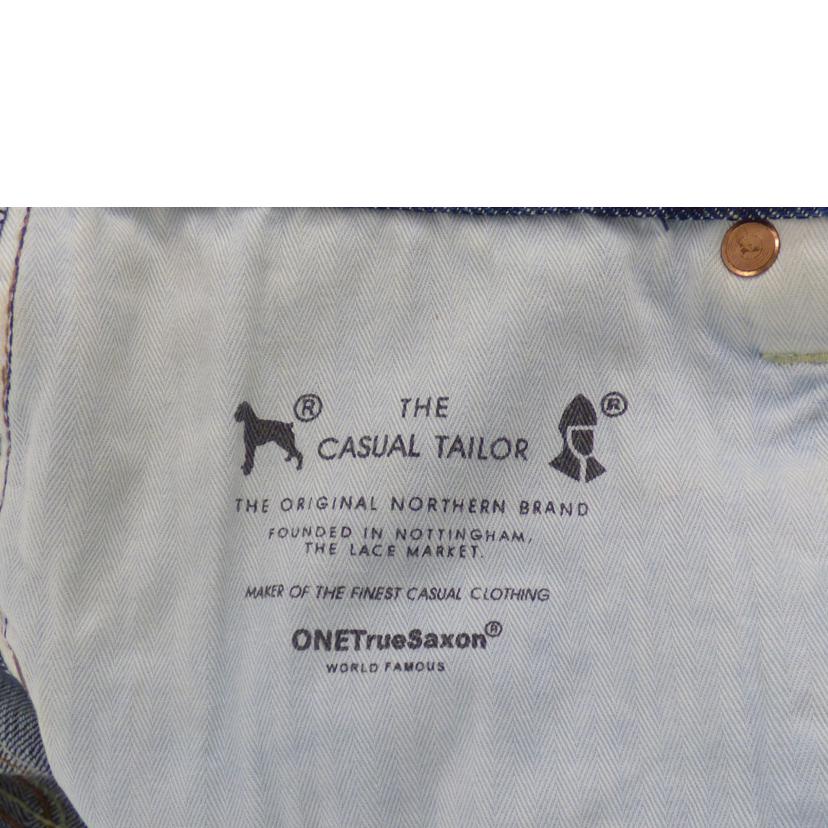 ® THE ®
CASUAL TAILOR
THE ORIGINAL NORTHERN BRAND
FOUNDED IN NOTTINGHAM,
THE LACE MARKET.
MAKER OF THE FINEST CASUAL CLOTHING
ONETrueSaxon®
WORLD FAMOUS